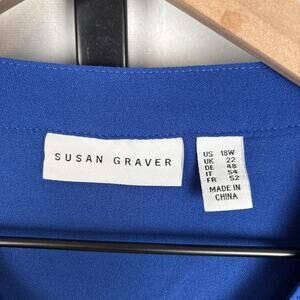 SUSAN GRAVER
US 18W
UK 22
DE 48
IT 54
FR 52
MADE IN
CHINA